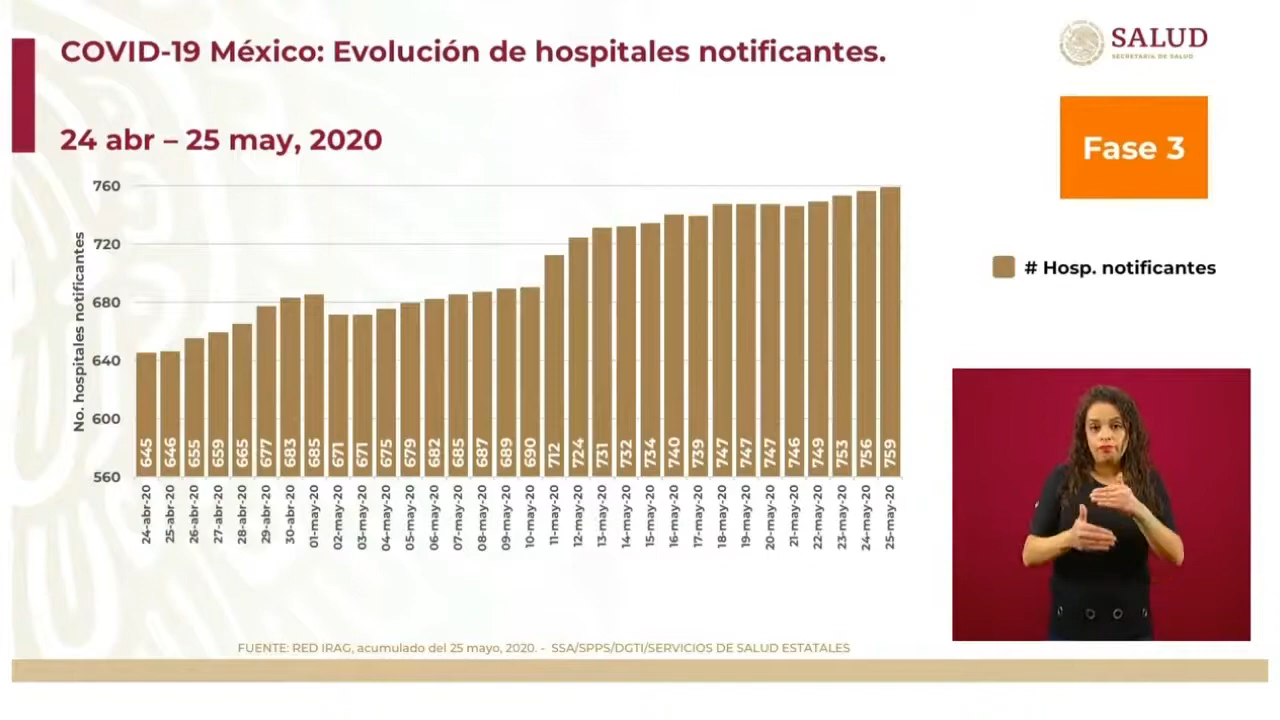 COVID-19 México: Evolución de hospitales notificantes.
SALUD
SECRETARÍA DE SALUD
24 abr – 25 may, 2020
Fase 3
No. hospitales notificantes
760
720
680
640
600
560
645 646 655 659 665 677 683 685 671 671 675 679 682 685 687 689 690 712 724 731 732 734 740 739 747 747 747 746 749 753 756 759
24-abr-20 25-abr-20 26-abr-20 27-abr-20 28-abr-20 29-abr-20 30-abr-20 01-may-20 02-may-20 03-may-20 04-may-20 05-may-20 06-may-20 07-may-20 08-may-20 09-may-20 10-may-20 11-may-20 12-may-20 13-may-20 14-may-20 15-may-20 16-may-20 17-may-20 18-may-20 19-may-20 20-may-20 21-may-20 22-may-20 23-may-20 24-may-20 25-may-20
# Hosp. notificantes
FUENTE: RED IRAG, acumulado del 25 mayo, 2020. - SSA/SPPS/DGTI/SERVICIOS DE SALUD ESTATALES